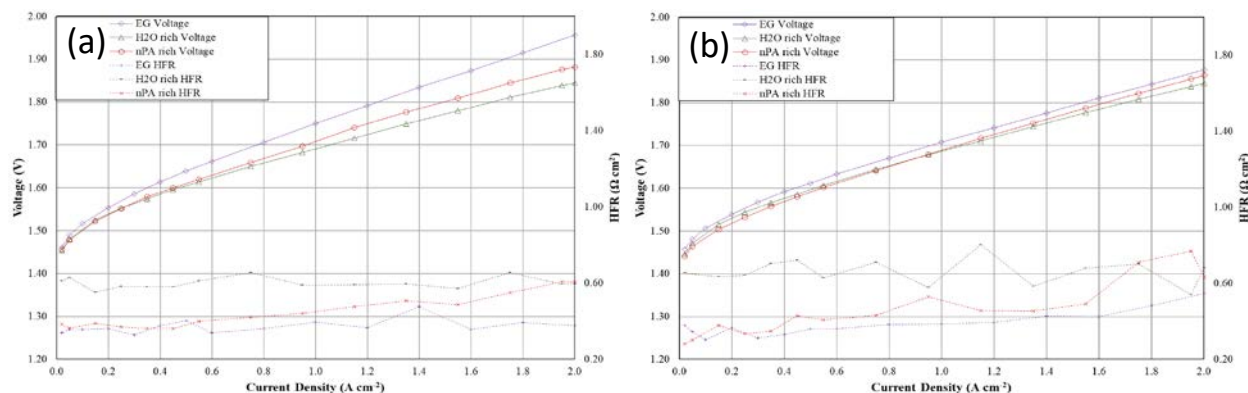 (a)
EG Voltage
H2O rich Voltage
nPA rich Voltage
EG HFR
H2O rich HFR
nPA rich HFR
2.00
1.90
1.80
1.70
1.60
1.50
1.40
1.30
1.20
Voltage (V)
0.0 0.2 0.4 0.6 0.8 1.0 1.2 1.4 1.6 1.8 2.0
Current Density (A cm⁻²)
1.80
1.40
1.00
0.60
0.20
HFR (Ω cm²)
(b)
EG Voltage
H2O rich Voltage
nPA rich Voltage
EG HFR
H2O rich HFR
nPA rich HFR
2.00
1.90
1.80
1.70
1.60
1.50
1.40
1.30
1.20
Voltage (V)
0.0 0.2 0.4 0.6 0.8 1.0 1.2 1.4 1.6 1.8 2.0
Current Density (A cm⁻²)
1.80
1.40
1.00
0.60
0.20
HFR (Ω cm²)